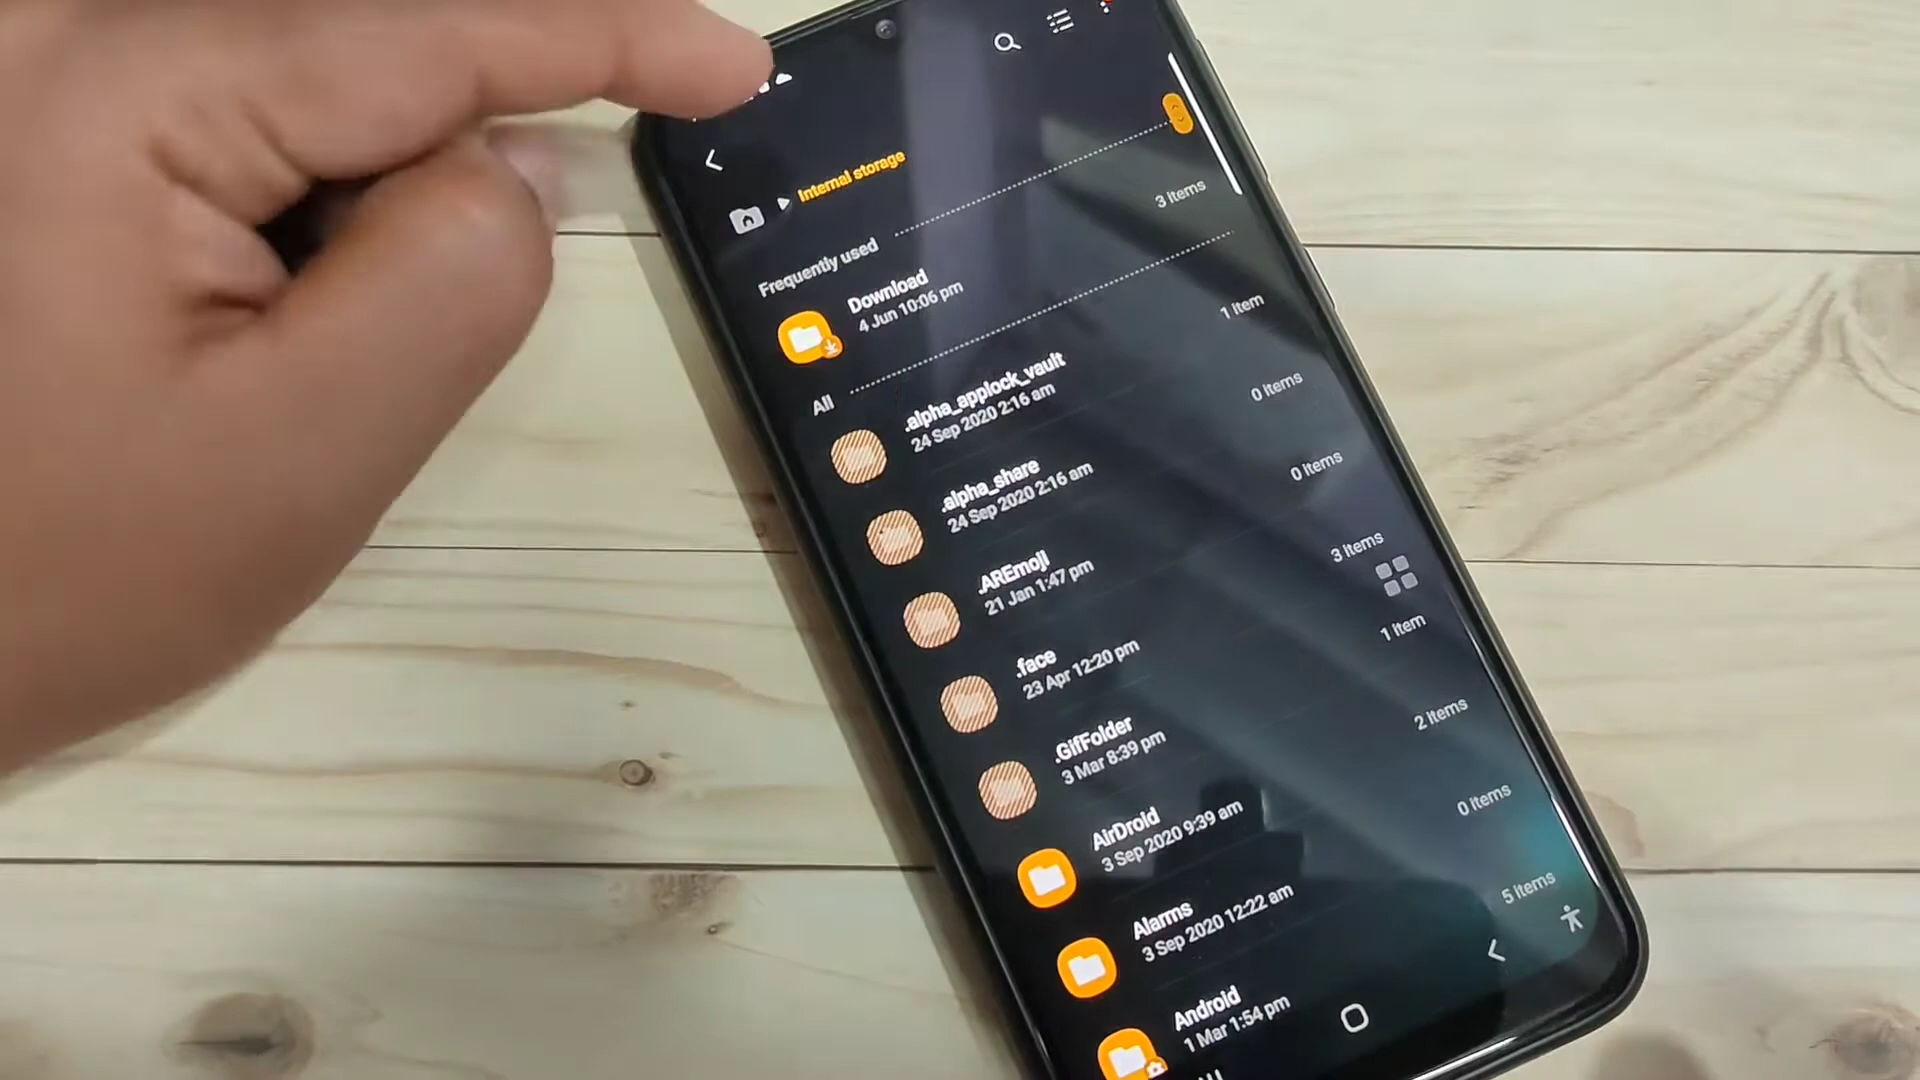 Internal storage
Frequently used
Download
4 Jun 10:06 pm
3 items
All
.alpha_applock_vault
24 Sep 2020 2:16 am
1 item
.alpha_share
24 Sep 2020 2:16 am
0 items
.AREmoji
21 Jan 1:47 pm
0 items
.face
23 Apr 12:20 pm
3 items
.GifFolder
3 Mar 8:39 pm
1 item
AirDroid
3 Sep 2020 9:39 am
2 items
Alarms
3 Sep 2020 12:22 am
0 items
Android
1 Mar 1:54 pm
5 items